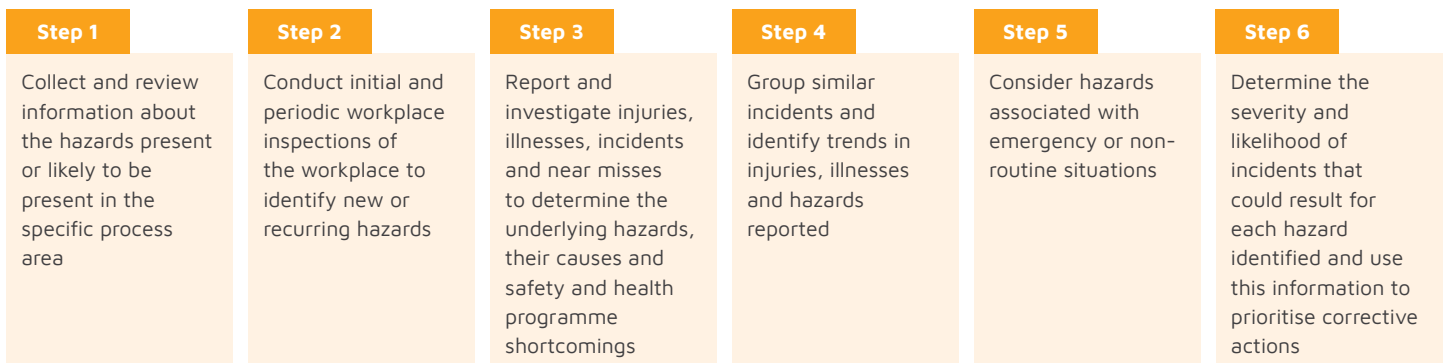 Step 1
Collect and review
information about
the hazards present
or likely to be
present in the
specific process
area
Step 2
Conduct initial and
periodic workplace
inspections of
the workplace to
identify new or
recurring hazards
Step 3
Report and
investigate injuries,
illnesses, incidents
and near misses
to determine the
underlying hazards,
their causes and
safety and health
programme
shortcomings
Step 4
Group similar
incidents and
identify trends in
injuries, illnesses
and hazards
reported
Step 5
Consider hazards
associated with
emergency or non-
routine situations
Step 6
Determine the
severity and
likelihood of
incidents that
could result for
each hazard
identified and use
this information to
prioritise corrective
actions